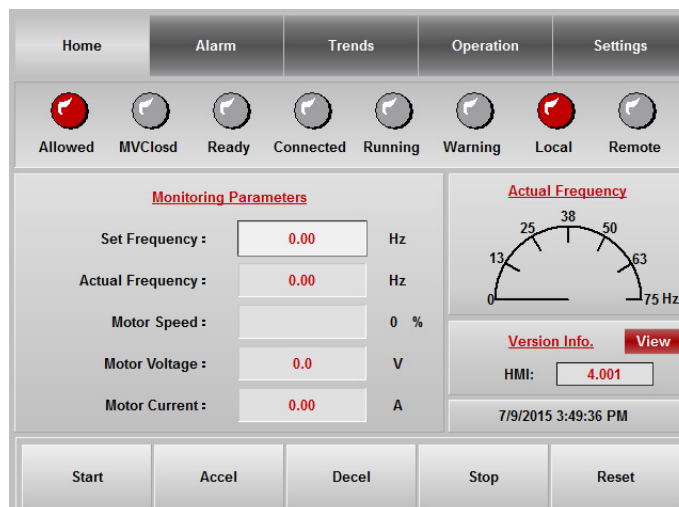 Home Alarm Trends Operation Settings
Allowed MVClosd Ready Connected Running Warning Local Remote
Monitoring Parameters
Set Frequency : 0.00 Hz
Actual Frequency : 0.00 Hz
Motor Speed : 0 %
Motor Voltage : 0.0 V
Motor Current : 0.00 A
Actual Frequency
0 13 25 38 50 63 75 Hz
Version Info. View
HMI: 4.001
7/9/2015 3:49:36 PM
Start Accel Decel Stop Reset